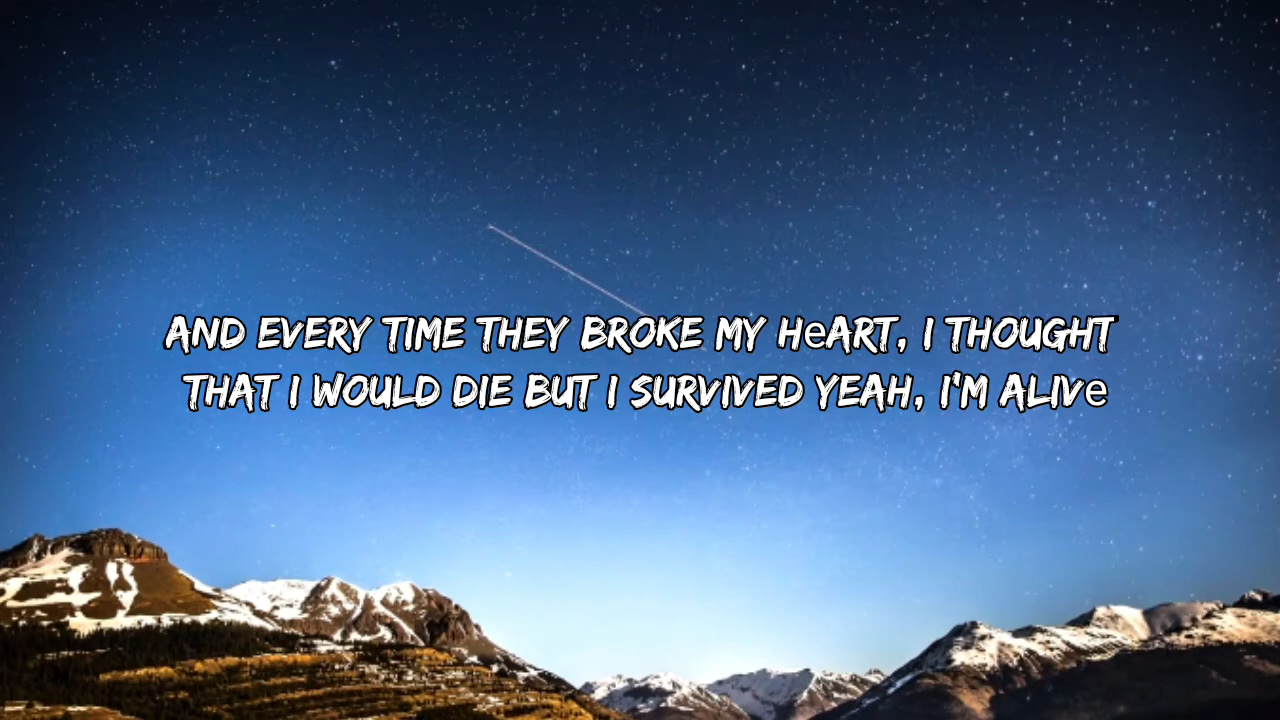 AND EVERY TIME THEY BROKE MY HeART, I THOUGHT
THAT I WOULD DIE BUT I SURVIVED YEAH, I'M ALIVe